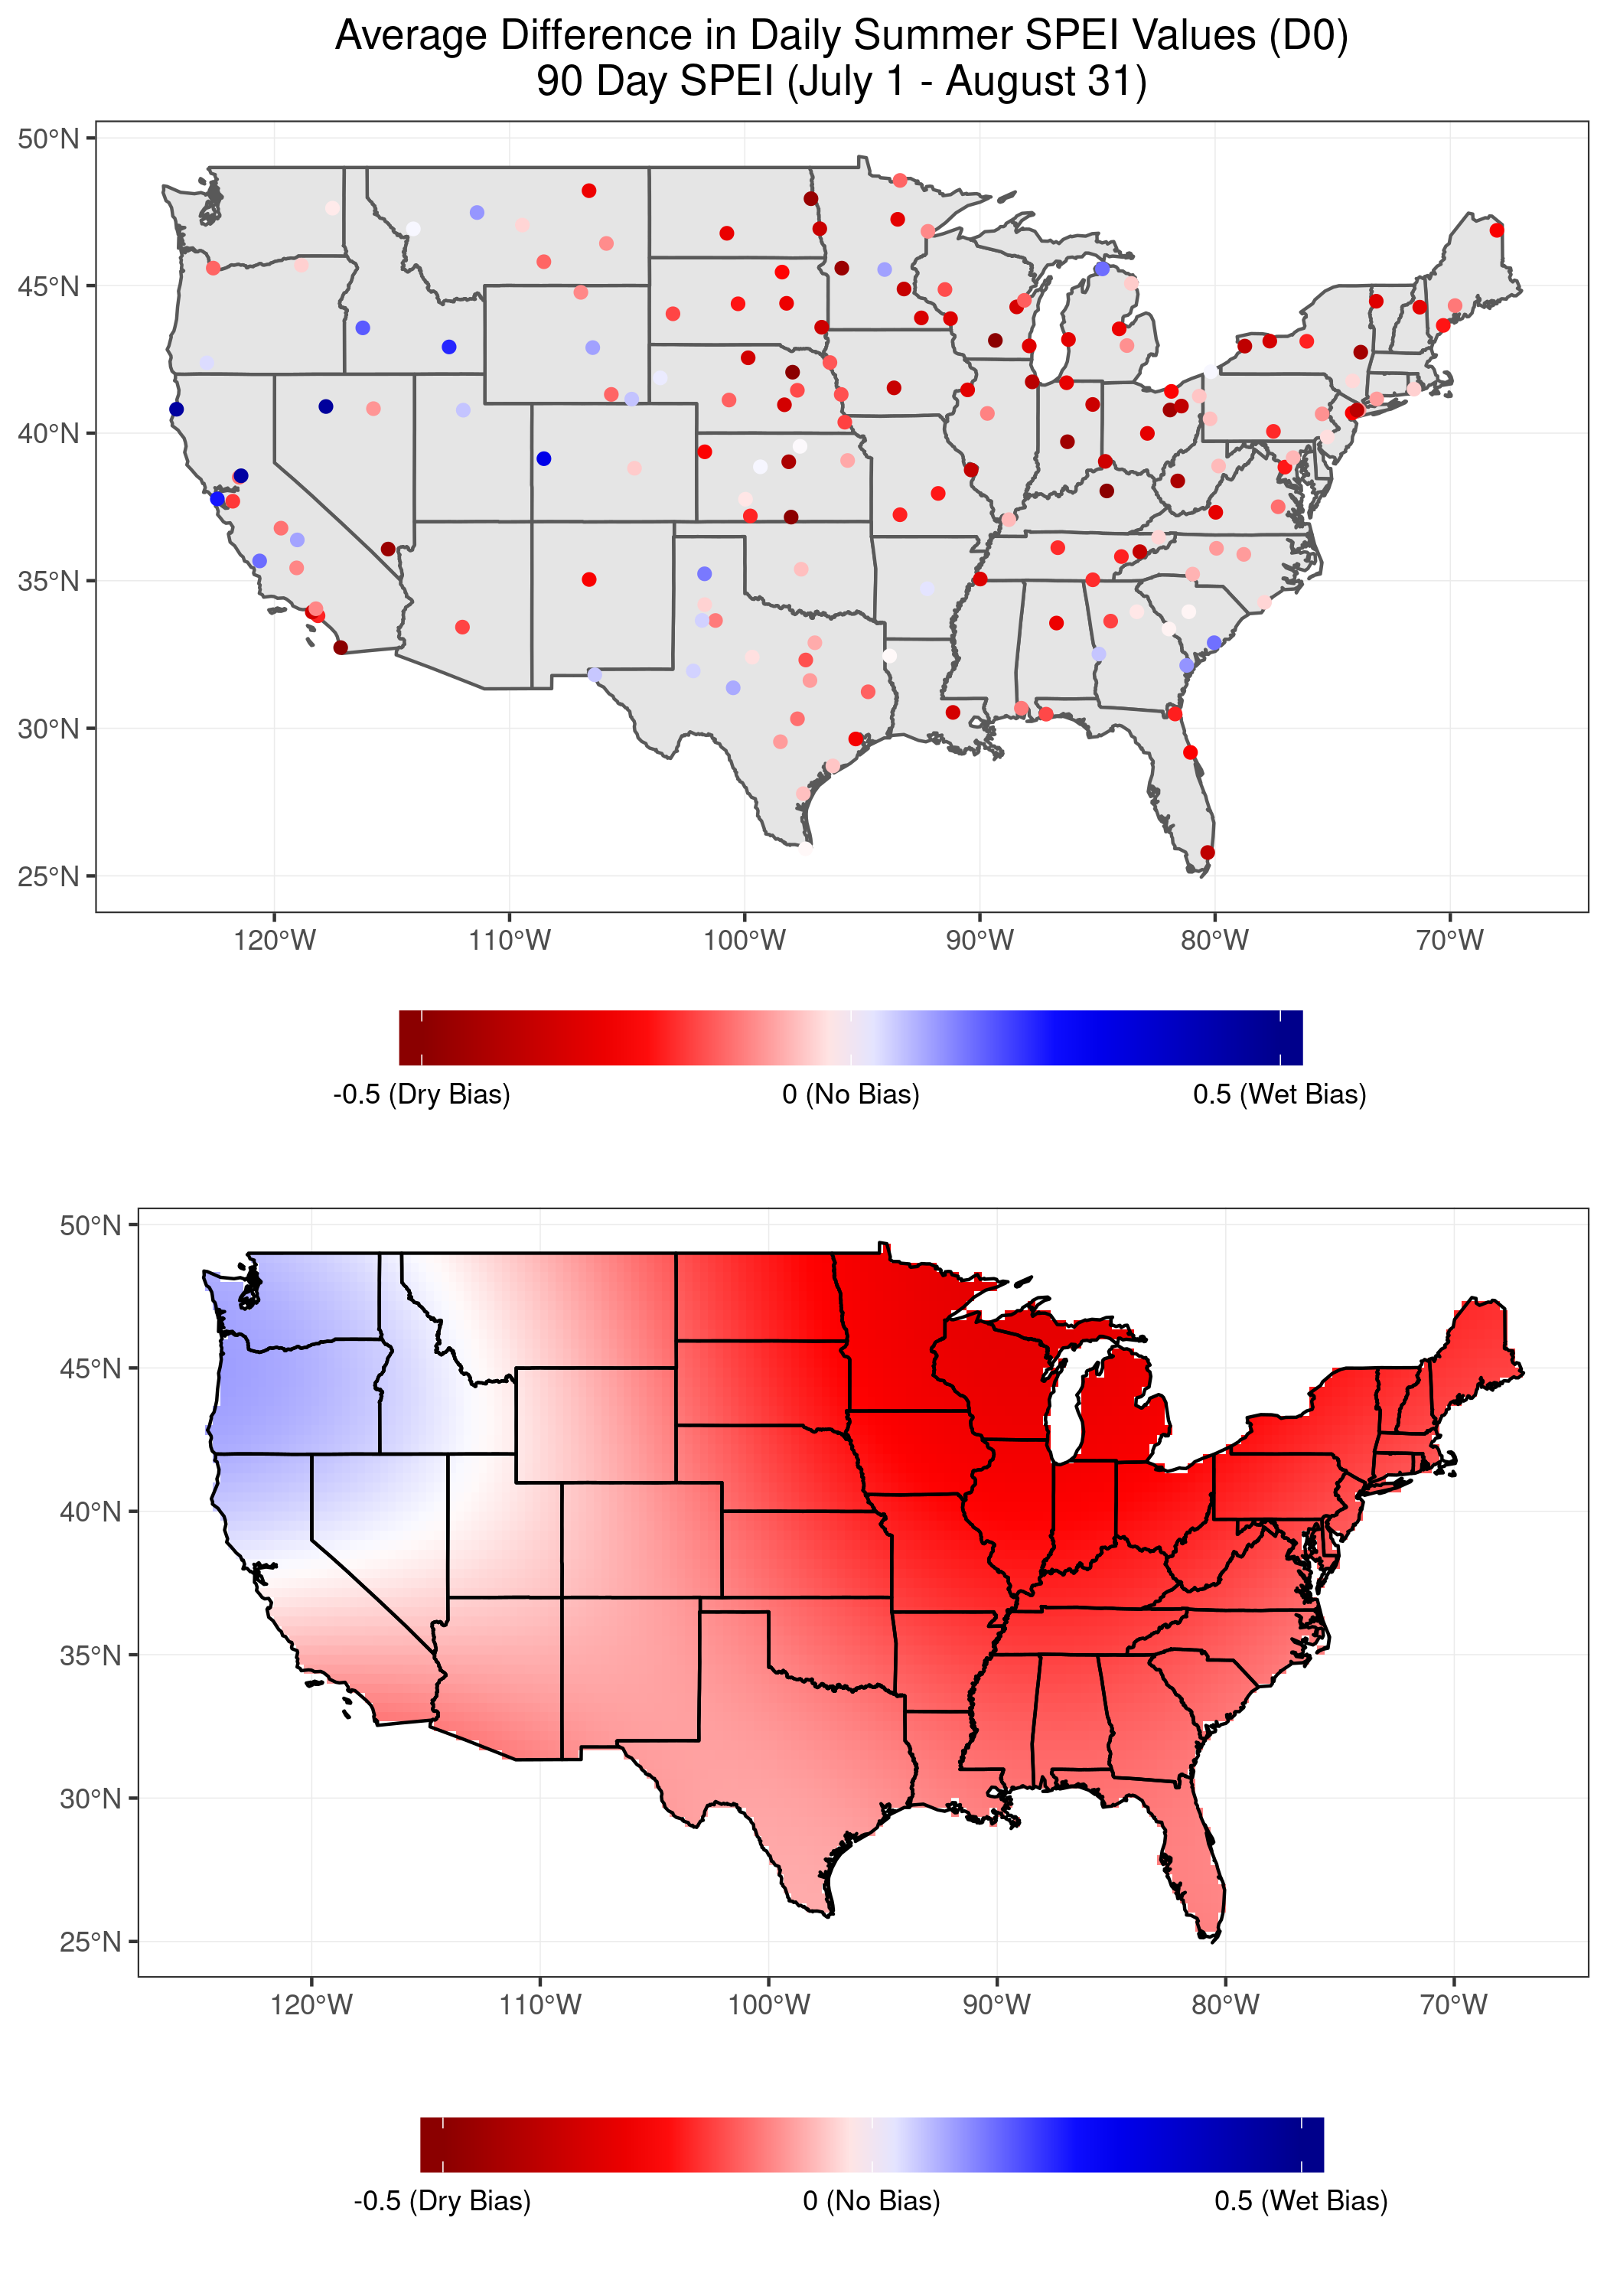 Average Difference in Daily Summer SPEI Values (D0)
90 Day SPEI (July 1 - August 31)
50°N
45°N
40°N
35°N
30°N
25°N
120°W 110°W 100°W 90°W 80°W 70°W
-0.5 (Dry Bias) 0 (No Bias) 0.5 (Wet Bias)
50°N
45°N
40°N
35°N
30°N
25°N
120°W 110°W 100°W 90°W 80°W 70°W
-0.5 (Dry Bias) 0 (No Bias) 0.5 (Wet Bias)